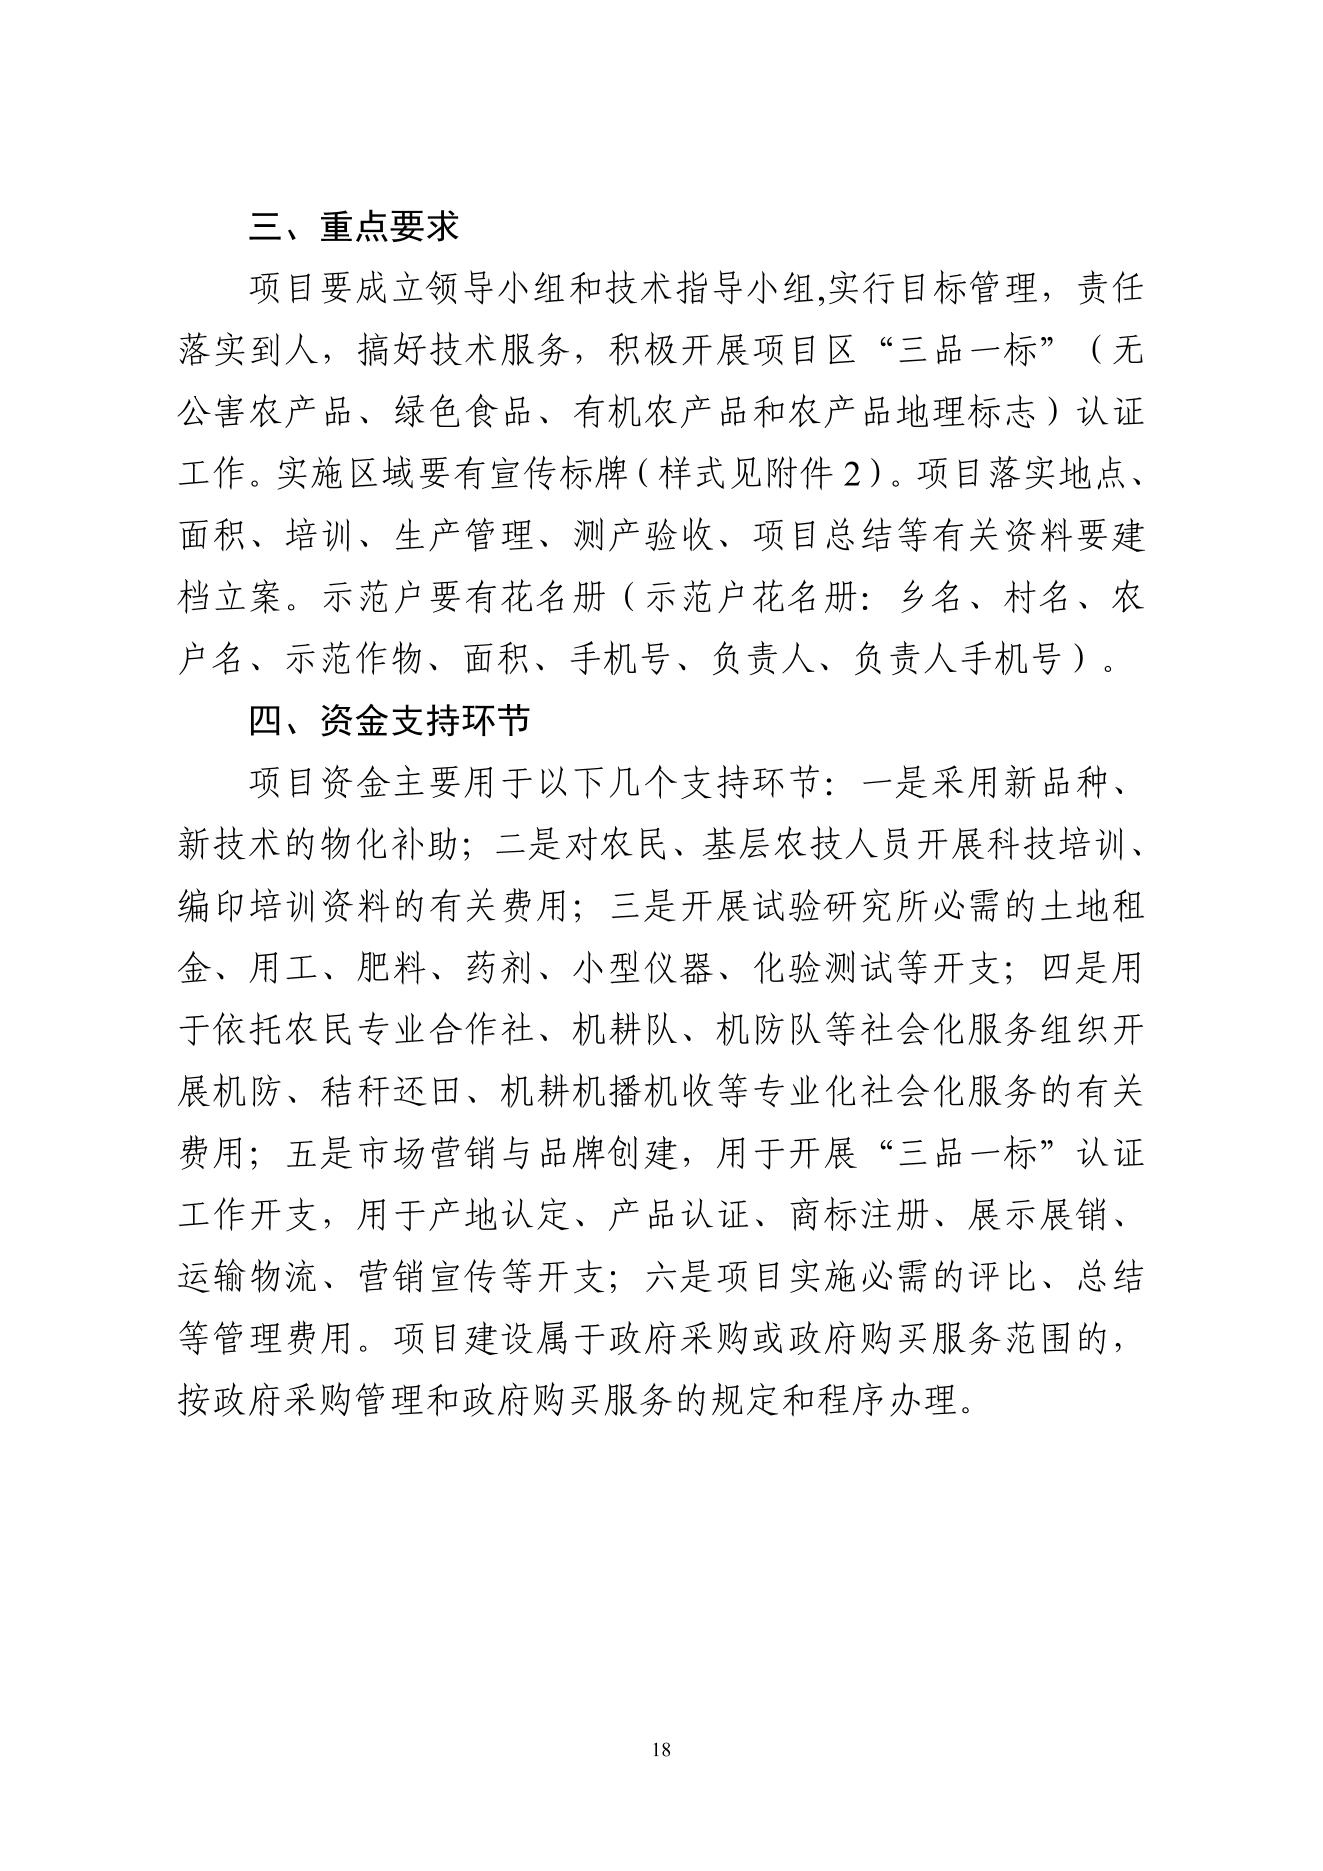 三、重点要求
项目要成立领导小组和技术指导小组,实行目标管理，责任
落实到人，搞好技术服务，积极开展项目区“三品一标”（无
公害农产品、绿色食品、有机农产品和农产品地理标志）认证
工作。实施区域要有宣传标牌（样式见附件 2）。项目落实地点、
面积、培训、生产管理、测产验收、项目总结等有关资料要建
档立案。示范户要有花名册（示范户花名册：乡名、村名、农
户名、示范作物、面积、手机号、负责人、负责人手机号）。
四、资金支持环节
项目资金主要用于以下几个支持环节：一是采用新品种、
新技术的物化补助；二是对农民、基层农技人员开展科技培训、
编印培训资料的有关费用；三是开展试验研究所必需的土地租
金、用工、肥料、药剂、小型仪器、化验测试等开支；四是用
于依托农民专业合作社、机耕队、机防队等社会化服务组织开
展机防、秸秆还田、机耕机播机收等专业化社会化服务的有关
费用；五是市场营销与品牌创建，用于开展“三品一标”认证
工作开支，用于产地认定、产品认证、商标注册、展示展销、
运输物流、营销宣传等开支；六是项目实施必需的评比、总结
等管理费用。项目建设属于政府采购或政府购买服务范围的，
按政府采购管理和政府购买服务的规定和程序办理。
18